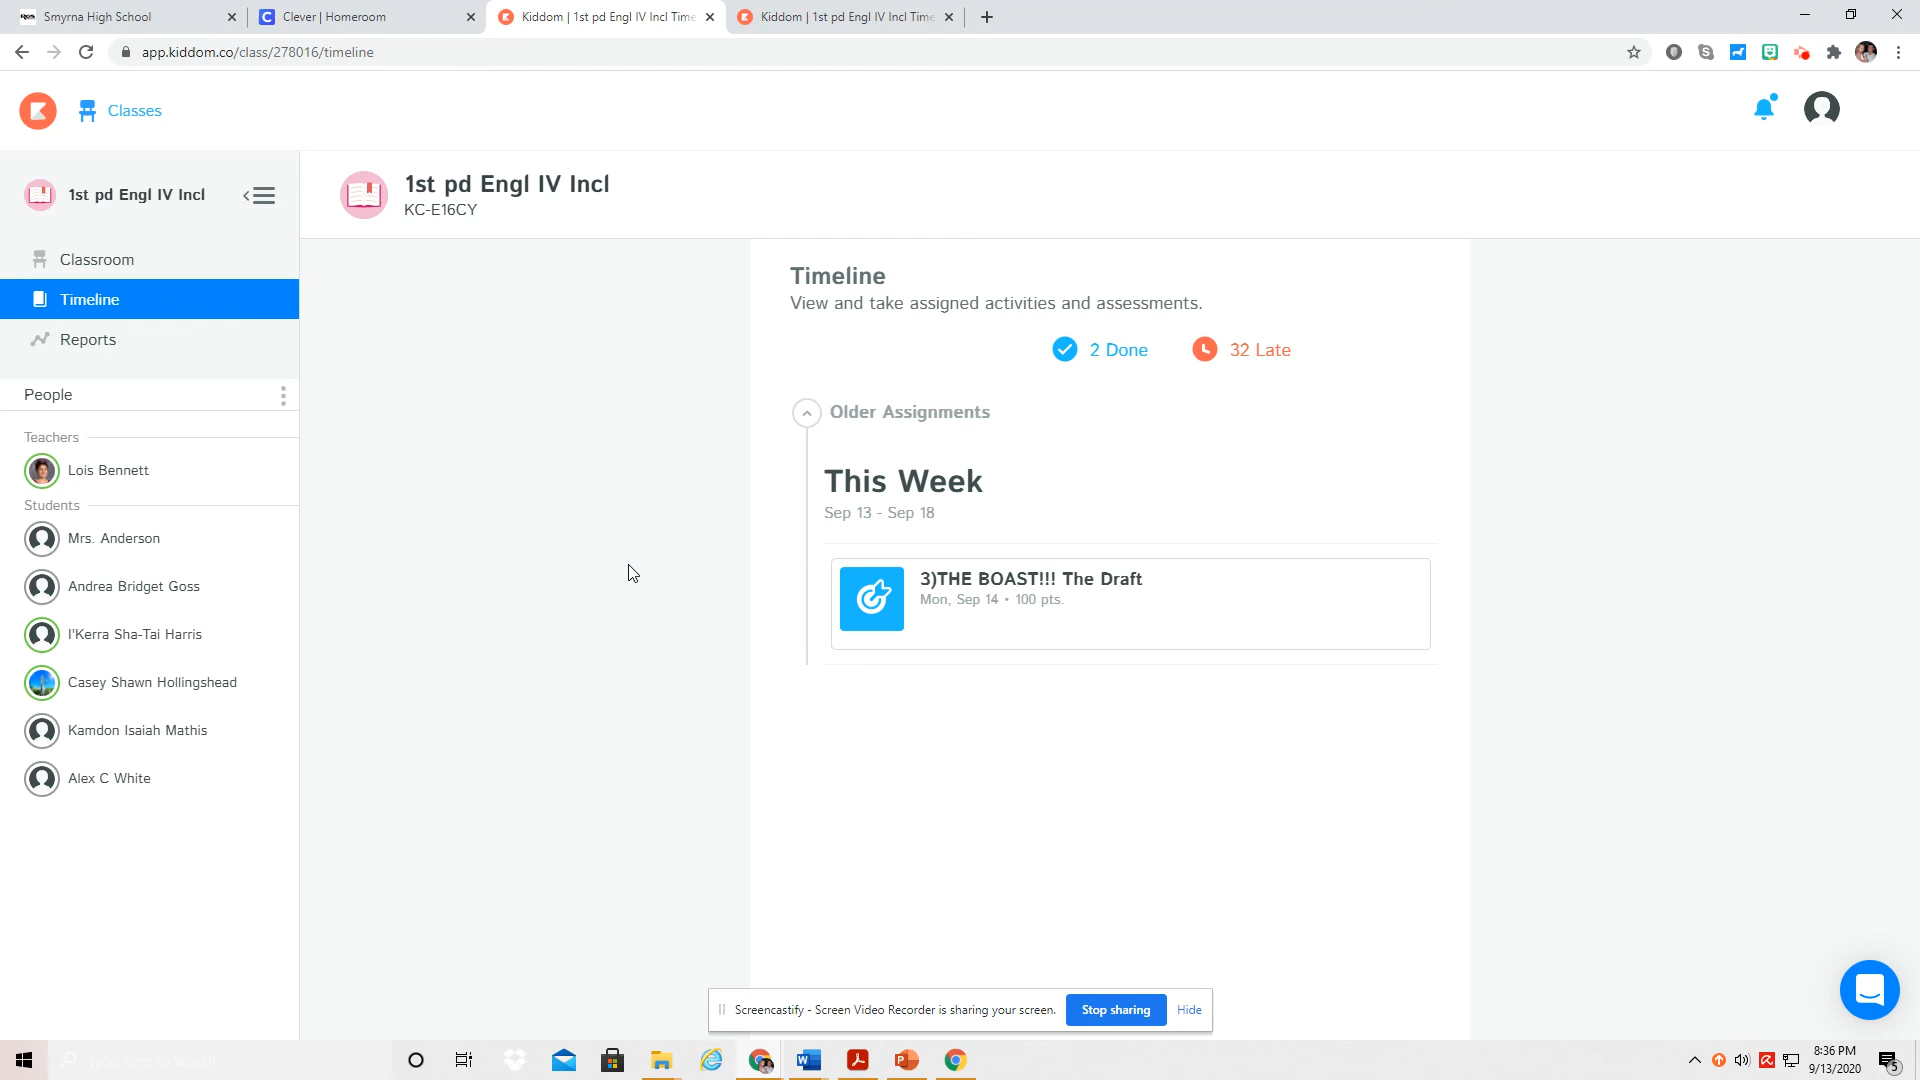 Smyrna High School
Clever | Homeroom
Kiddom | 1st pd Engl IV Incl Time
Kiddom | 1st pd Engl IV Incl Time
app.kiddom.co/class/278016/timeline
Classes
1st pd Engl IV Incl
1st pd Engl IV Incl
KC-E16CY
Classroom
Timeline
Reports
People
Teachers
Lois Bennett
Students
Mrs. Anderson
Andrea Bridget Goss
I'Kerra Sha-Tai Harris
Casey Shawn Hollingshead
Kamdon Isaiah Mathis
Alex C White
Timeline
View and take assigned activities and assessments.
2 Done
32 Late
Older Assignments
This Week
Sep 13 - Sep 18
3)THE BOAST!!! The Draft
Mon, Sep 14 • 100 pts.
Screencastify - Screen Video Recorder is sharing your screen.
Stop sharing
Hide
Type here to search
8:36 PM
9/13/2020
5